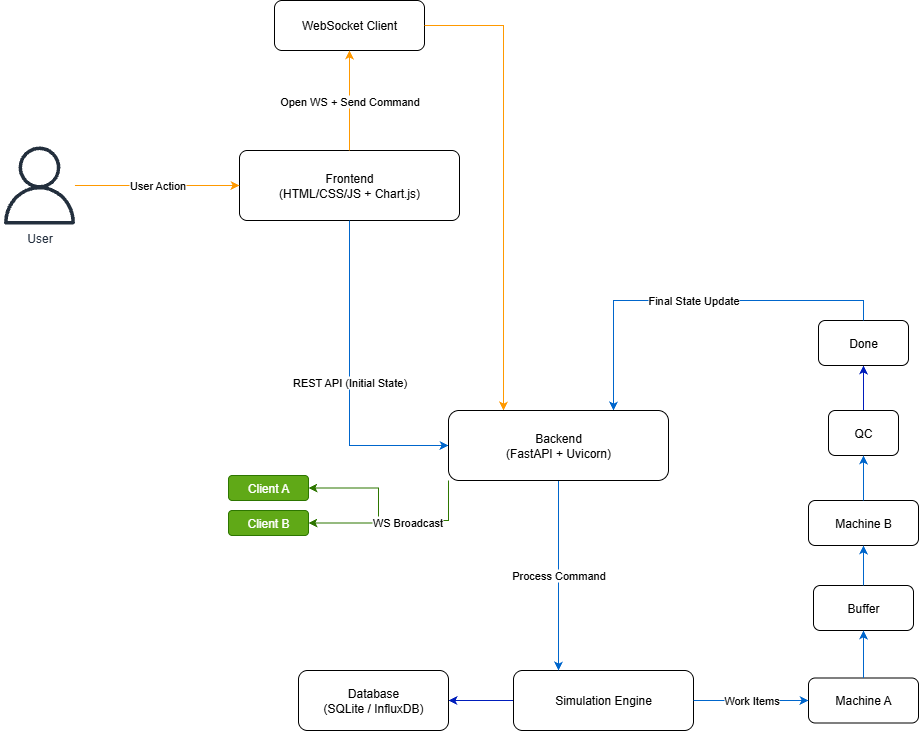 WebSocket Client
Open WS + Send Command
User Action
Frontend
(HTML/CSS/JS + Chart.js)
User
Final State Update
Done
REST API (Initial State)
QC
Backend
(FastAPI + Uvicorn)
Client A
Client B
WS Broadcast
Machine B
Process Command
Buffer
Database
(SQLite / InfluxDB)
Simulation Engine
Work Items
Machine A